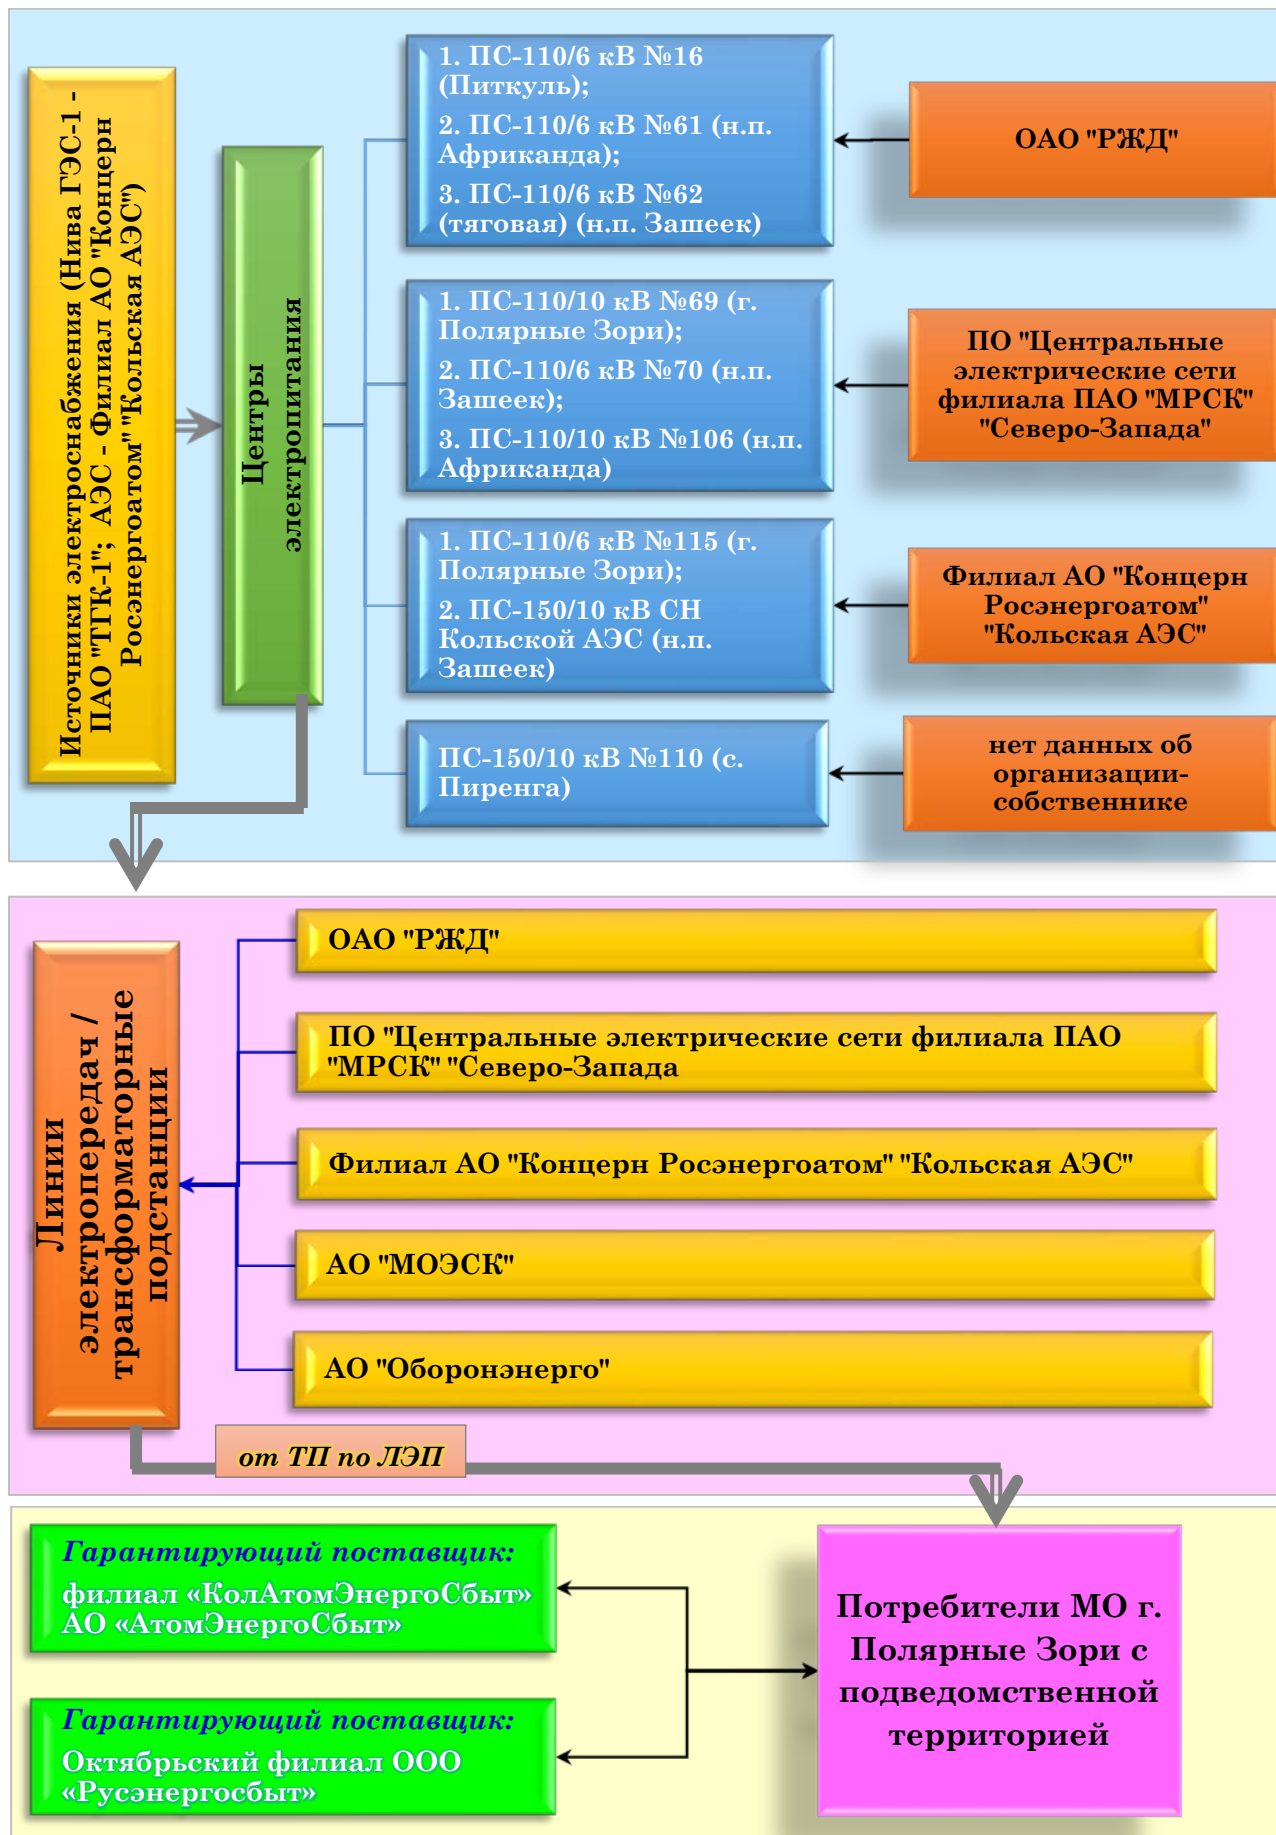 Источники электроснабжения (Нива ГЭС-1 -
ПАО "ТГК-1";  АЭС - Филиал АО "Концерн
Росэнергоатом" "Кольская АЭС")
Центры
электропитания
1. ПС-110/6 кВ №16
(Питкуль);
2. ПС-110/6 кВ №61 (н.п.
Африканда);
3. ПС-110/6 кВ №62
(тяговая) (н.п. Зашеек)
ОАО "РЖД"
1. ПС-110/10 кВ №69 (г.
Полярные Зори);
2. ПС-110/6 кВ №70 (н.п.
Зашеек);
3. ПС-110/10 кВ №106 (н.п.
Африканда)
ПО "Центральные
электрические сети
филиала ПАО "МРСК"
"Северо-Запада"
1. ПС-110/6 кВ №115 (г.
Полярные Зори);
2. ПС-150/10 кВ СН
Кольской АЭС (н.п.
Зашеек)
Филиал АО "Концерн
Росэнергоатом"
"Кольская АЭС"
ПС-150/10 кВ №110 (с.
Пиренга)
нет данных об
организации-
собственнике
Линии
электропередач /
трансформаторные
подстанции
ОАО "РЖД"
ПО "Центральные электрические сети филиала ПАО
"МРСК" "Северо-Запада
Филиал АО "Концерн Росэнергоатом" "Кольская АЭС"
АО "МОЭСК"
АО "Оборонэнерго"
от ТП по ЛЭП
Гарантирующий поставщик:
филиал «КолАтомЭнергоСбыт»
АО «АтомЭнергоСбыт»
Гарантирующий поставщик:
Октябрьский филиал ООО
«Русэнергосбыт»
Потребители МО г.
Полярные Зори с
подведомственной
территорией